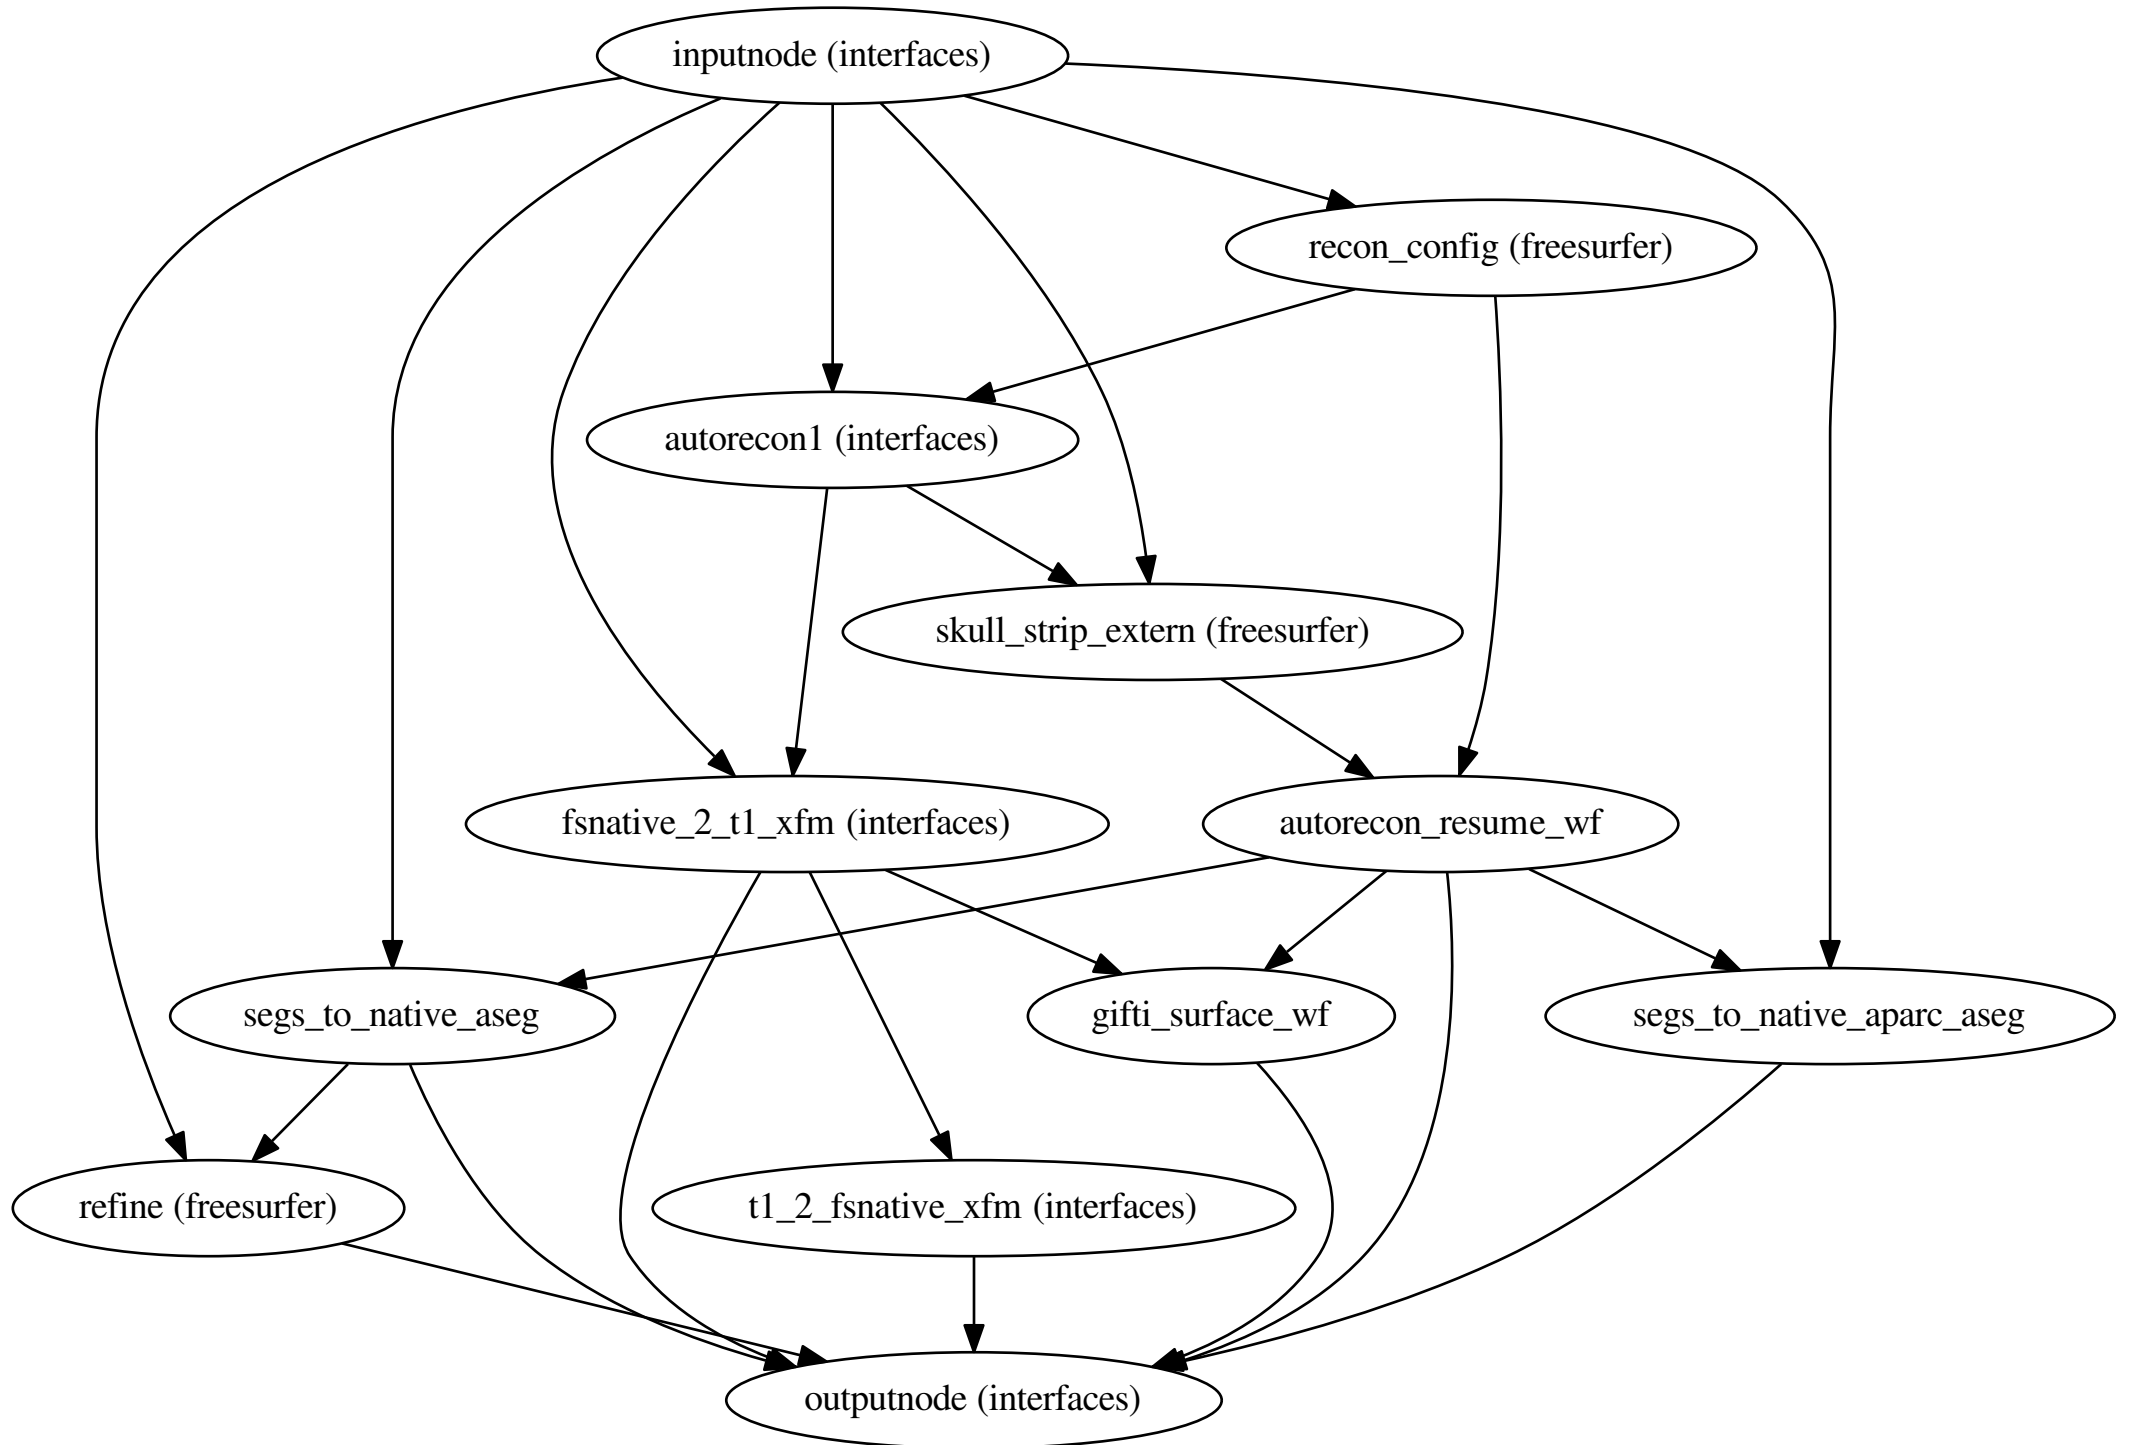 inputnode (interfaces)
recon_config (freesurfer)
autorecon1 (interfaces)
skull_strip_extern (freesurfer)
fsnative_2_t1_xfm (interfaces)
autorecon_resume_wf
segs_to_native_aseg
gifti_surface_wf
segs_to_native_aparc_aseg
refine (freesurfer)
t1_2_fsnative_xfm (interfaces)
outputnode (interfaces)